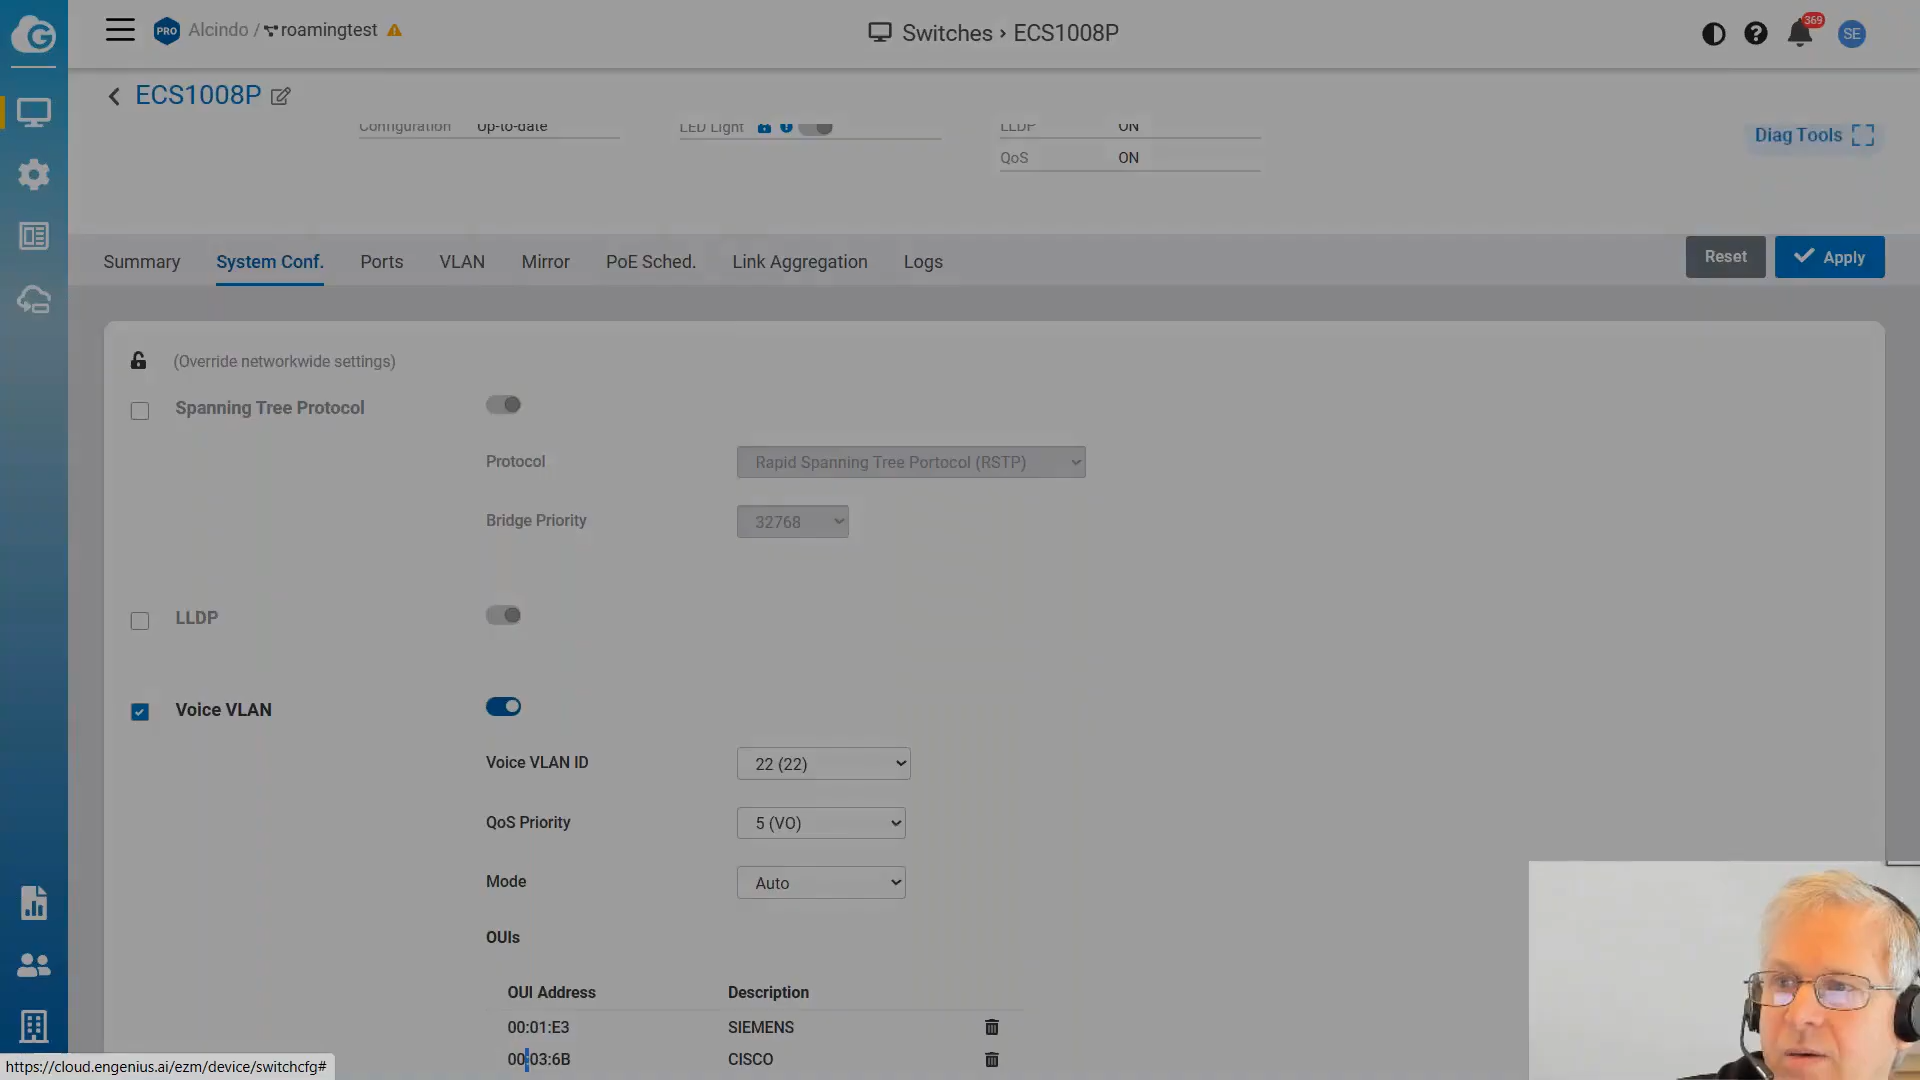 PRO Alcindo / roamingtest
Switches › ECS1008P
369
SE
ECS1008P
Configuration Up-to-date
LED Light
LLDP ON
QoS ON
Diag Tools
Summary System Conf. Ports VLAN Mirror PoE Sched. Link Aggregation Logs
Reset Apply
(Override networkwide settings)
Spanning Tree Protocol
Protocol Rapid Spanning Tree Portocol (RSTP)
Bridge Priority 32768
LLDP
Voice VLAN
Voice VLAN ID 22 (22)
QoS Priority 5 (VO)
Mode Auto
OUIs
OUI Address Description
00:01:E3 SIEMENS
00:03:6B CISCO
https://cloud.engenius.ai/ezm/device/switchcfg#